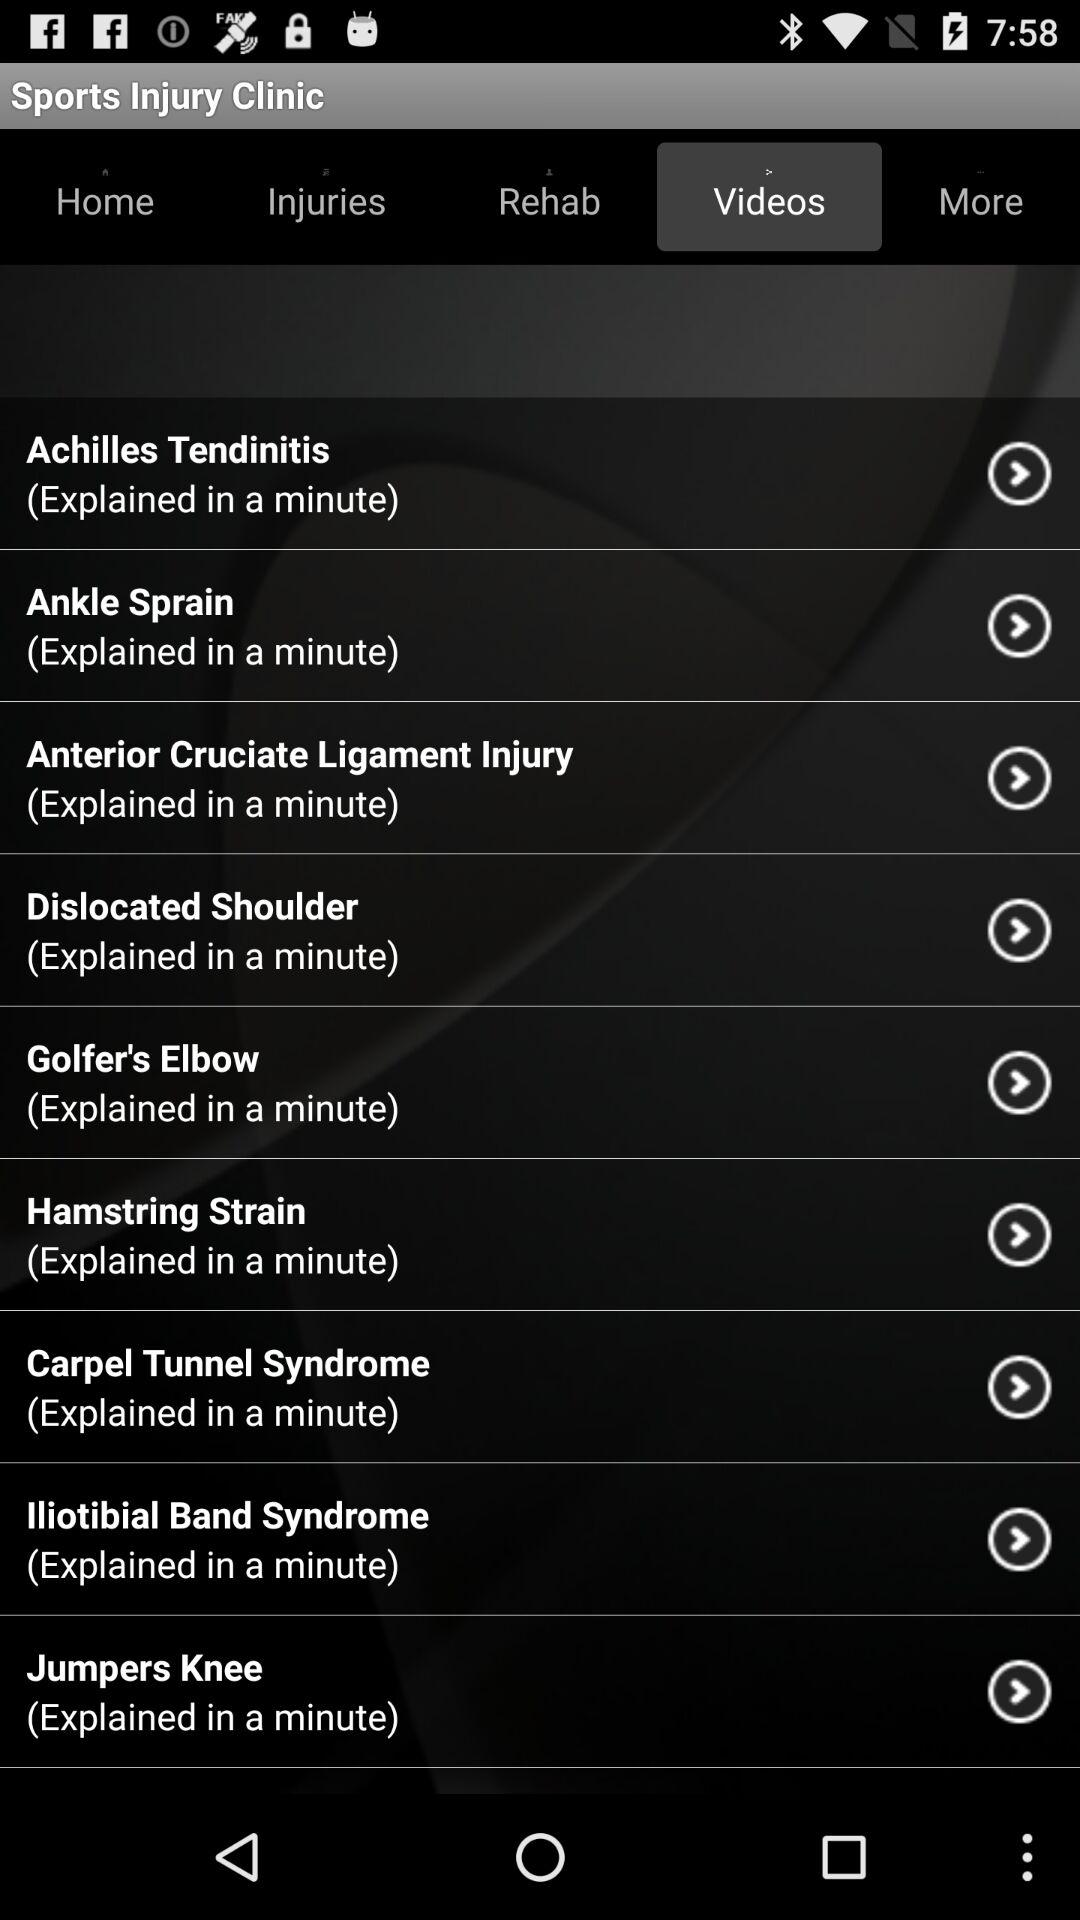 FAKE
7:58
Sports Injury Clinic
Home
Injuries
Rehab
Videos
More
Achilles Tendinitis
(Explained in a minute)
Ankle Sprain
(Explained in a minute)
Anterior Cruciate Ligament Injury
(Explained in a minute)
Dislocated Shoulder
(Explained in a minute)
Golfer's Elbow
(Explained in a minute)
Hamstring Strain
(Explained in a minute)
Carpel Tunnel Syndrome
(Explained in a minute)
Iliotibial Band Syndrome
(Explained in a minute)
Jumpers Knee
(Explained in a minute)